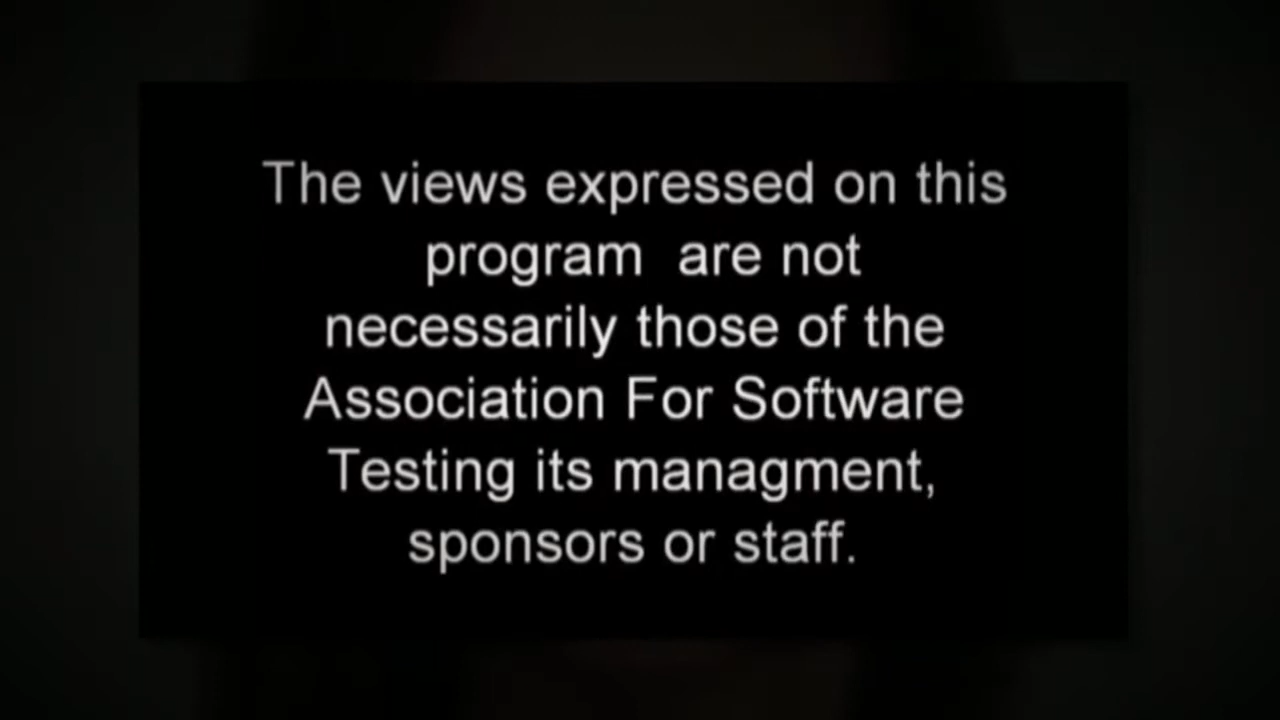 The views expressed on this
program  are not
necessarily those of the
Association For Software
Testing its managment,
sponsors or staff.